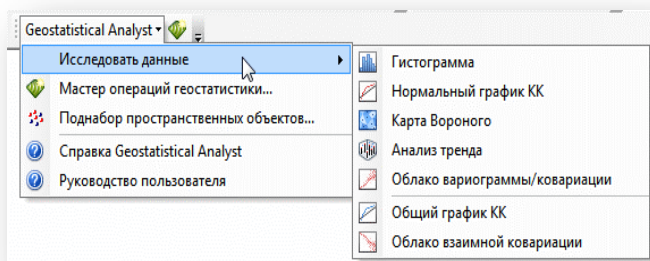 Geostatistical Analyst
Исследовать данные
Мастер операций геостатистики...
Поднабор пространственных объектов...
Справка Geostatistical Analyst
Руководство пользователя
Гистограмма
Нормальный график КК
Карта Вороного
Анализ тренда
Облако вариограммы/ковариации
Общий график КК
Облако взаимной ковариации